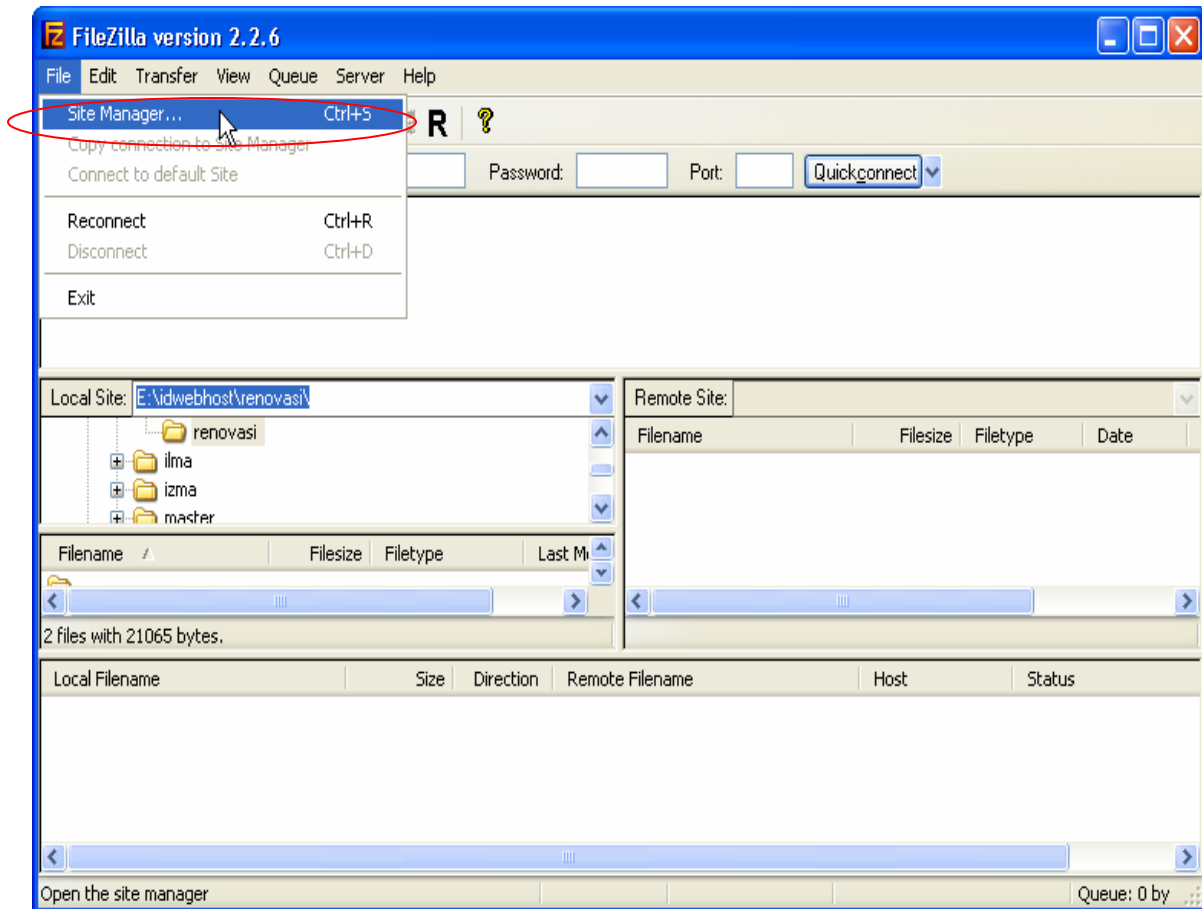 FileZilla version 2.2.6
File Edit Transfer View Queue Server Help
Site Manager... Ctrl+S
R ?
Copy connection to Site Manager
Connect to default Site
Password: Port: Quickconnect
Reconnect Ctrl+R
Disconnect Ctrl+D
Exit
Local Site: E:\idwebhost\renovasi\
Remote Site:
renovasi
ilma
izma
master
Filename Filesize Filetype Date
Filename Filesize Filetype Last M
2 files with 21065 bytes.
Local Filename Size Direction Remote Filename Host Status
Open the site manager Queue: 0 by